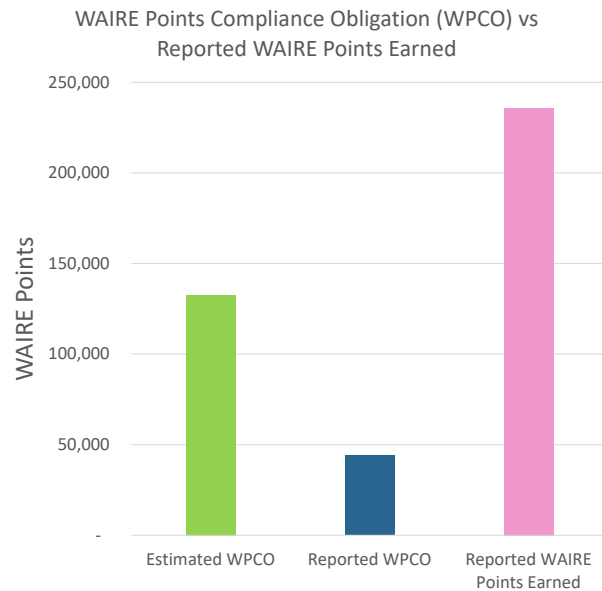 WAIRE Points Compliance Obligation (WPCO) vs
Reported WAIRE Points Earned
250,000
200,000
150,000
100,000
50,000
-
WAIRE Points
Estimated WPCO
Reported WPCO
Reported WAIRE
Points Earned